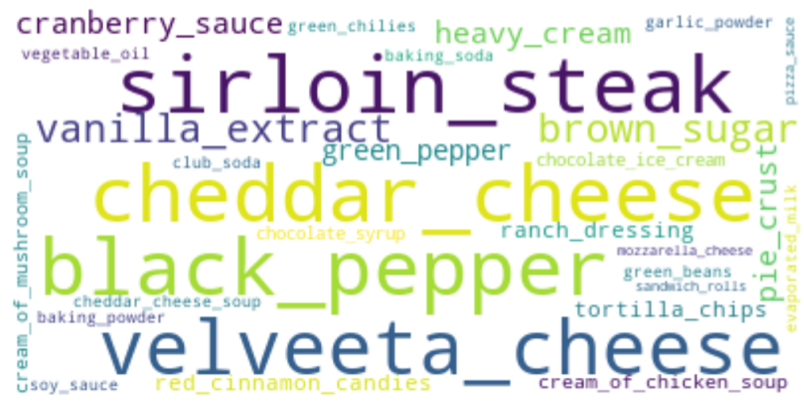 cranberry_sauce
green_chilies
heavy_cream
garlic_powder
pizza_sauce
vegetable_oil
baking_soda
sirloin_steak
vanilla_extract
brown_sugar
green_pepper
club_soda
chocolate_ice_cream
cream_of_mushroom_soup
cheddar_cheese
pie_crust
evaporated_milk
chocolate_syrup
ranch_dressing
black_pepper
mozzarella_cheese
green_beans
sandwich_rolls
cheddar_cheese_soup
tortilla_chips
baking_powder
velveeta_cheese
soy_sauce
red_cinnamon_candies
cream_of_chicken_soup